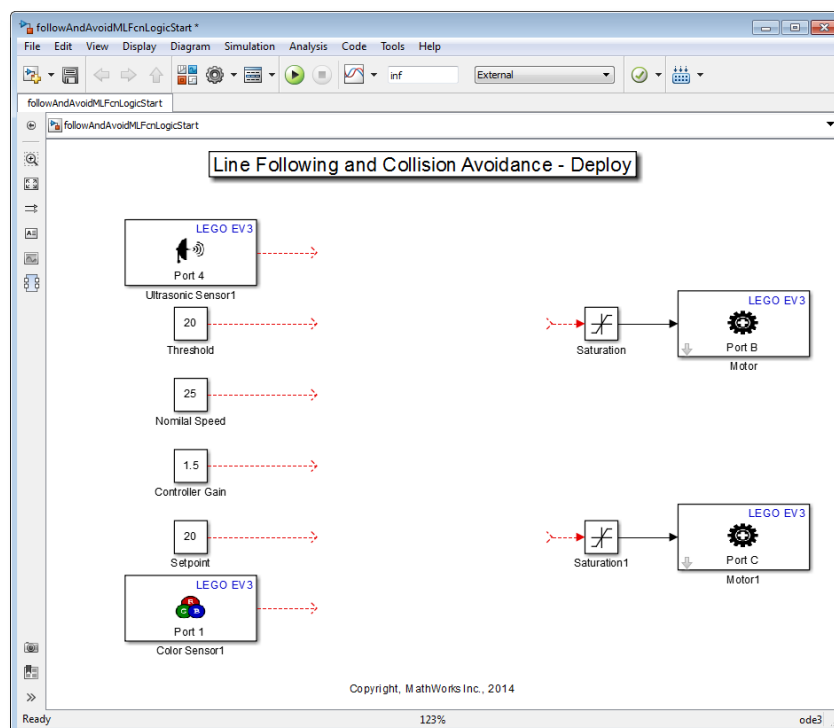 followAndAvoidMLFcnLogicStart *
File Edit View Display Diagram Simulation Analysis Code Tools Help
inf External
followAndAvoidMLFcnLogicStart
followAndAvoidMLFcnLogicStart
Line Following and Collision Avoidance - Deploy
LEGO EV3
Port 4
Ultrasonic Sensor1
20
Threshold
25
Nomilal Speed
1.5
Controller Gain
20
Setpoint
LEGO EV3
R
G B
Port 1
Color Sensor1
Saturation
LEGO EV3
Port B
Motor
Saturation1
LEGO EV3
Port C
Motor1
Copyright, MathWorks Inc., 2014
Ready 123% ode3